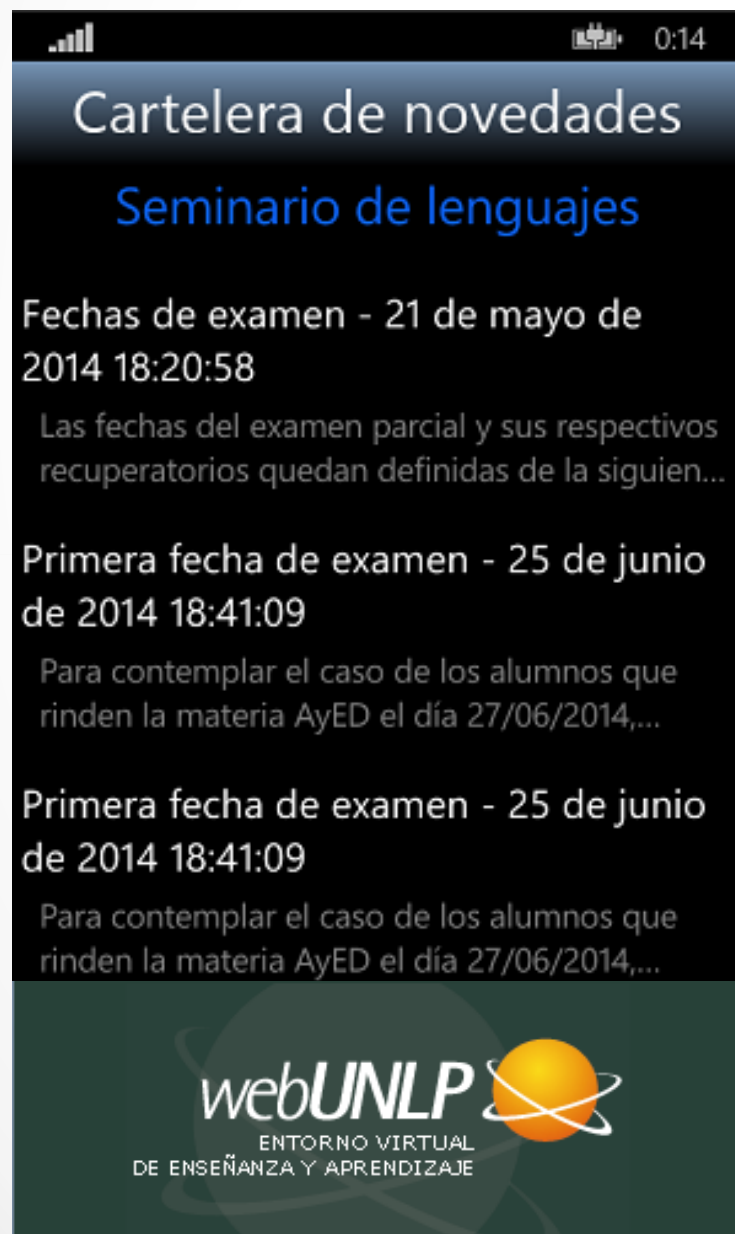 0:14
Cartelera de novedades
Seminario de lenguajes
Fechas de examen - 21 de mayo de
2014 18:20:58
Las fechas del examen parcial y sus respectivos
recuperatorios quedan definidas de la siguien...
Primera fecha de examen - 25 de junio
de 2014 18:41:09
Para contemplar el caso de los alumnos que
rinden la materia AyED el día 27/06/2014,...
Primera fecha de examen - 25 de junio
de 2014 18:41:09
Para contemplar el caso de los alumnos que
rinden la materia AyED el día 27/06/2014,...
webUNLP
ENTORNO VIRTUAL
DE ENSEÑANZA Y APRENDIZAJE